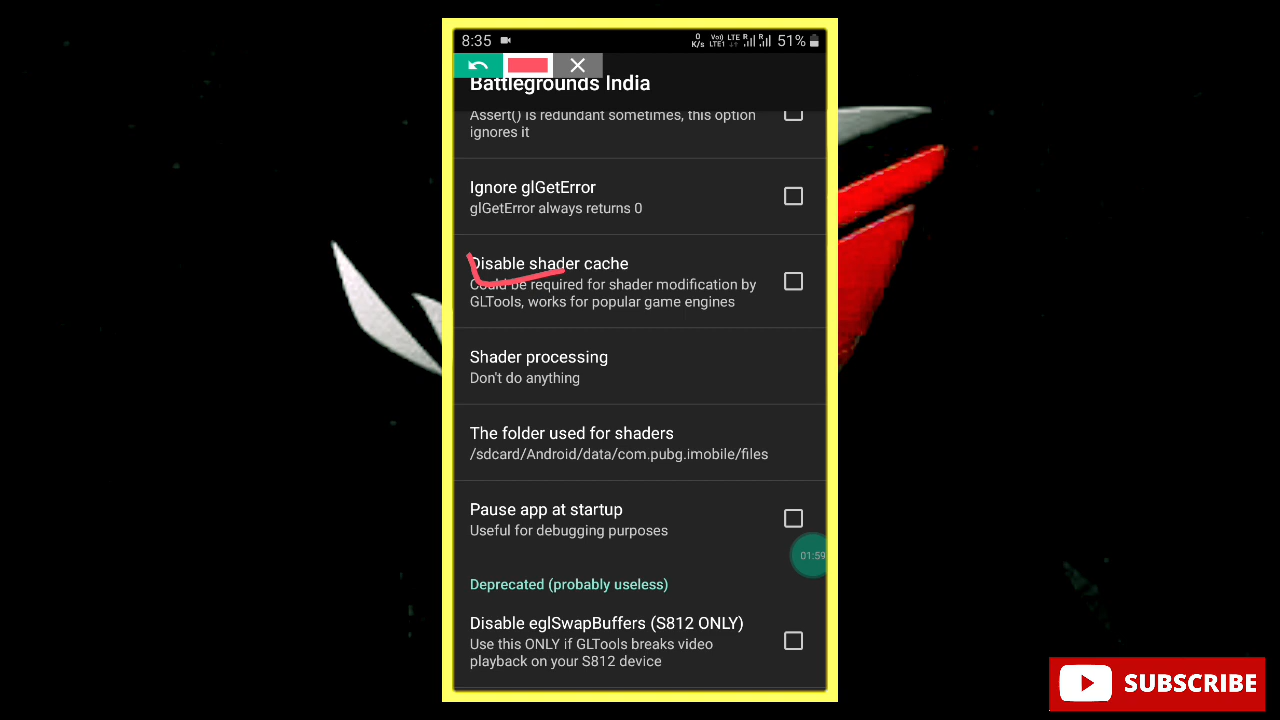 8:35
0
K/s
Vo))
LTE1
LTE
R
R
51%
Battlegrounds India
Assert() is redundant sometimes, this option
ignores it
Ignore glGetError
glGetError always returns 0
Disable shader cache
Could be required for shader modification by
GLTools, works for popular game engines
Shader processing
Don't do anything
The folder used for shaders
/sdcard/Android/data/com.pubg.imobile/files
Pause app at startup
Useful for debugging purposes
01:59
Deprecated (probably useless)
Disable eglSwapBuffers (S812 ONLY)
Use this ONLY if GLTools breaks video
playback on your S812 device
SUBSCRIBE